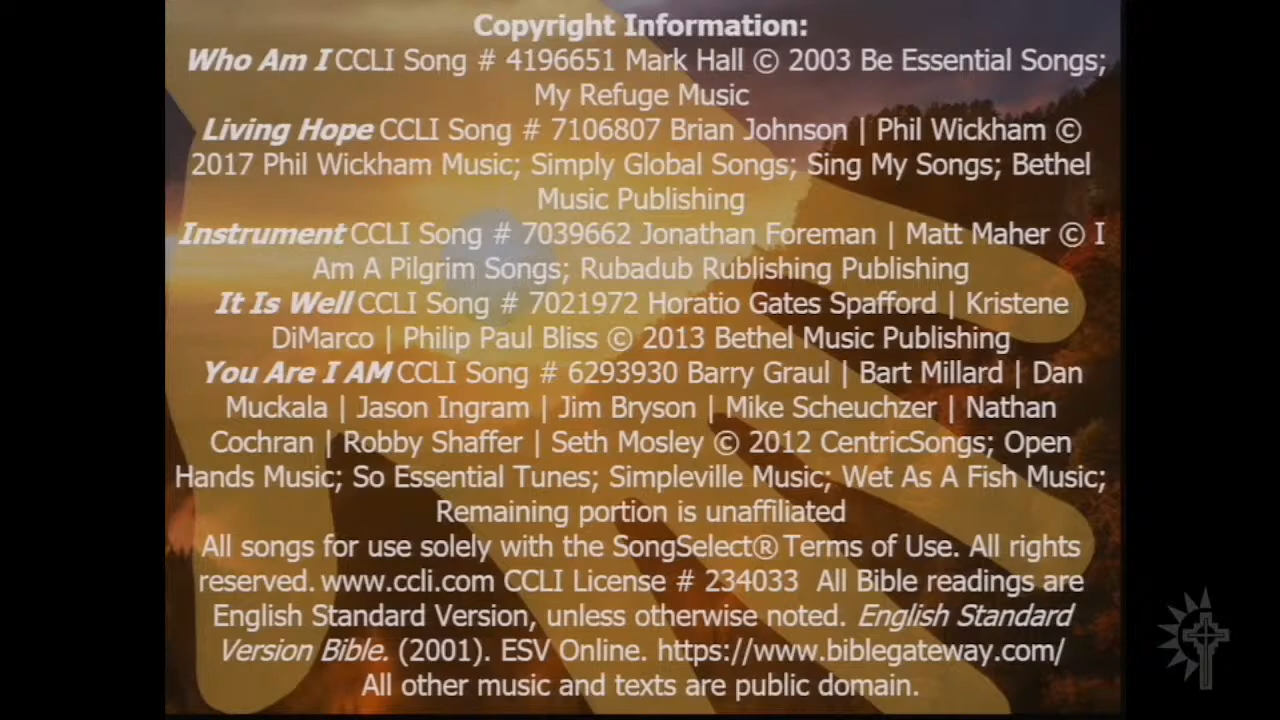 Copyright Information:
Who Am I CCLI Song # 4196651 Mark Hall © 2003 Be Essential Songs;
My Refuge Music
Living Hope CCLI Song # 7106807 Brian Johnson | Phil Wickham ©
2017 Phil Wickham Music; Simply Global Songs; Sing My Songs; Bethel
Music Publishing
Instrument CCLI Song # 7039662 Jonathan Foreman | Matt Maher © I
Am A Pilgrim Songs; Rubadub Rublishing Publishing
It Is Well CCLI Song # 7021972 Horatio Gates Spafford | Kristene
DiMarco | Philip Paul Bliss © 2013 Bethel Music Publishing
You Are I AM CCLI Song # 6293930 Barry Graul | Bart Millard | Dan
Muckala | Jason Ingram | Jim Bryson | Mike Scheuchzer | Nathan
Cochran | Robby Shaffer | Seth Mosley © 2012 CentricSongs; Open
Hands Music; So Essential Tunes; Simpleville Music; Wet As A Fish Music;
Remaining portion is unaffiliated
All songs for use solely with the SongSelect® Terms of Use. All rights
reserved. www.ccli.com CCLI License # 234033  All Bible readings are
English Standard Version, unless otherwise noted. English Standard
Version Bible. (2001). ESV Online. https://www.biblegateway.com/
All other music and texts are public domain.